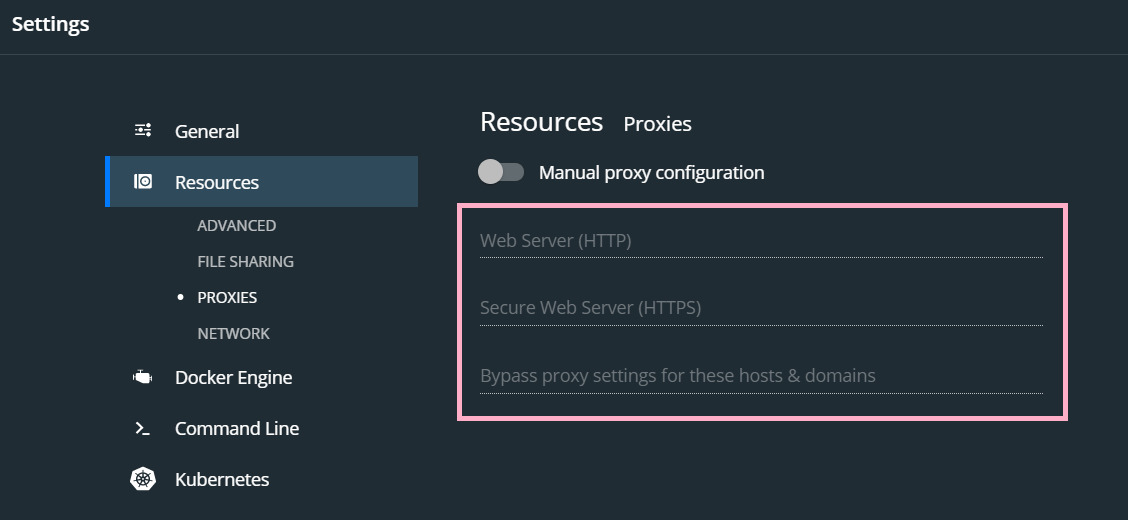 Settings
General
Resources
ADVANCED
FILE SHARING
PROXIES
NETWORK
Docker Engine
Command Line
Kubernetes
Resources Proxies
Manual proxy configuration
Web Server (HTTP)
Secure Web Server (HTTPS)
Bypass proxy settings for these hosts & domains